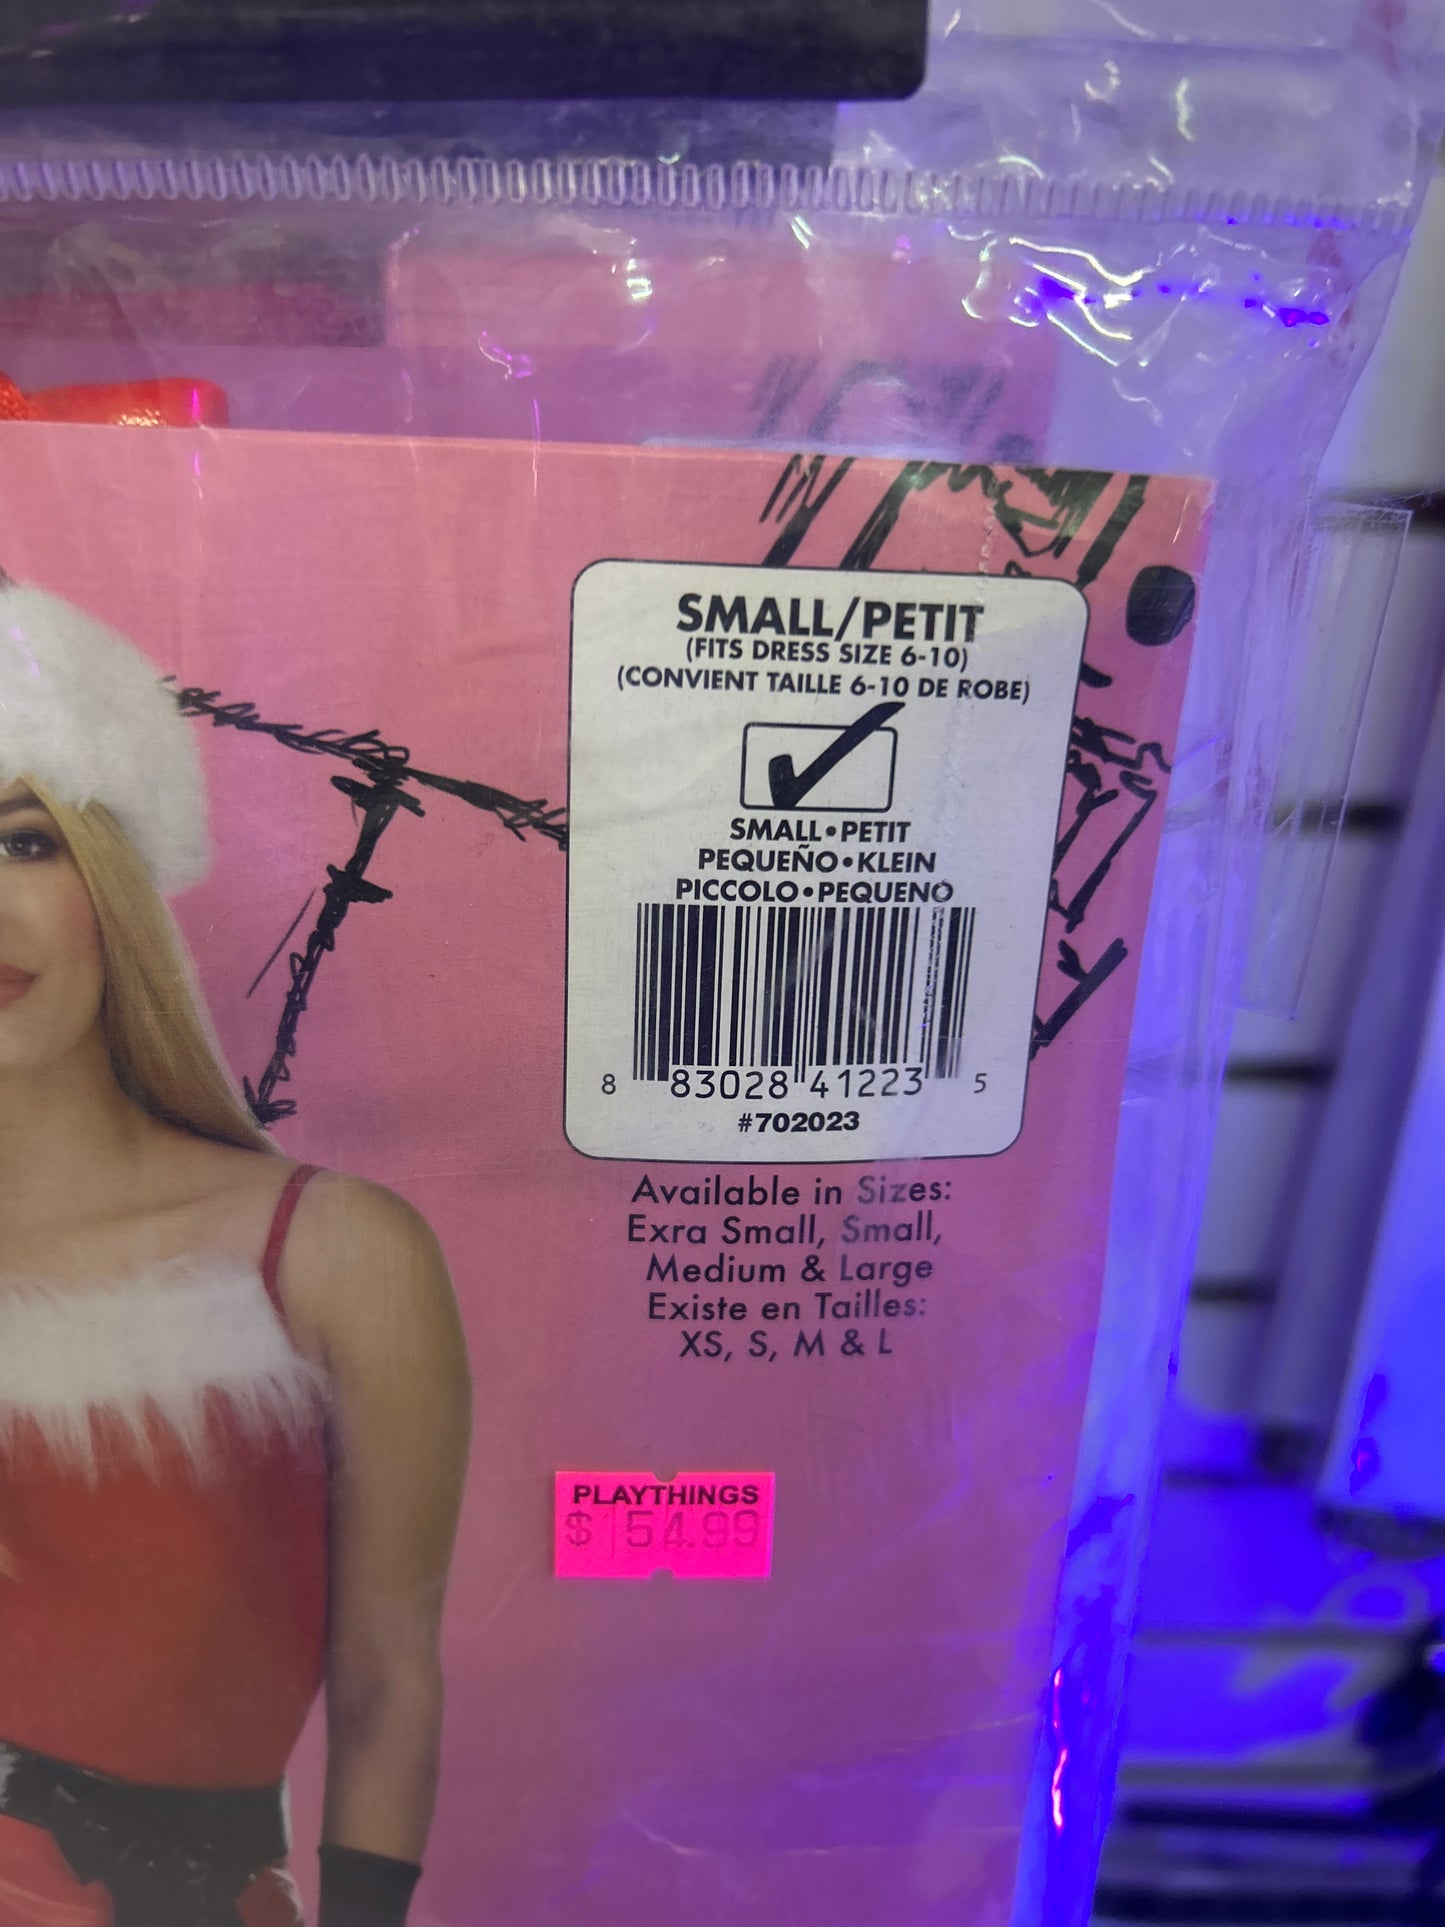 SMALL/PETIT
(FITS DRESS SIZE 6-10)
(CONVIENT TAILLE 6-10 DE ROBE)
SMALL•PETIT
PEQUEÑO•KLEIN
PICCOLO•PEQUENO
8 83028 41223 5
#702023
Available in Sizes:
Exra Small, Small,
Medium & Large
Existe en Tailles:
XS, S, M & L
PLAYTHINGS
$ 54.99